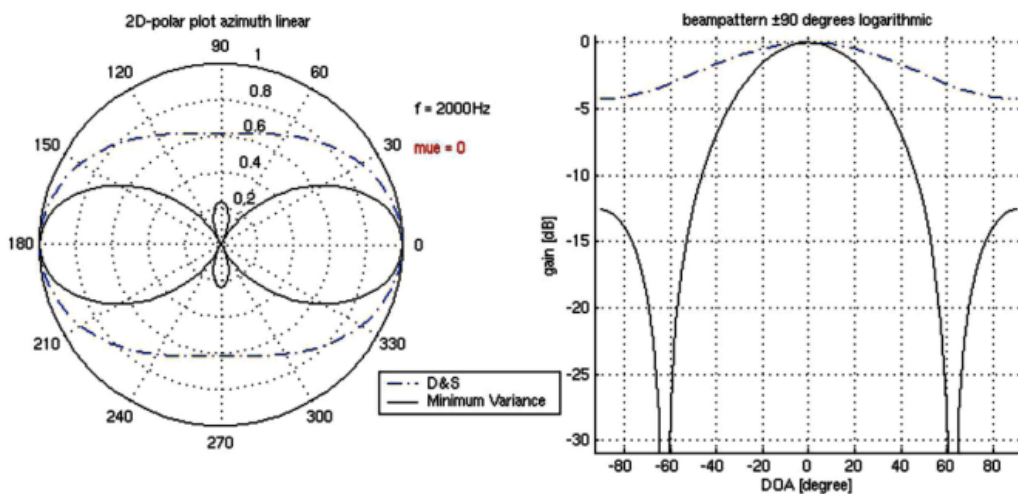 2D-polar plot azimuth linear
90
1
120
60
0.8
0.6
150
30
0.4
0.2
180
0
210
330
240
300
270
f = 2000Hz
mue = 0
D&S
Minimum Variance
beampattern ±90 degrees logarithmic
0
-5
-10
-15
-20
-25
-30
gain [dB]
-80 -60 -40 -20 0 20 40 60 80
DOA [degree]